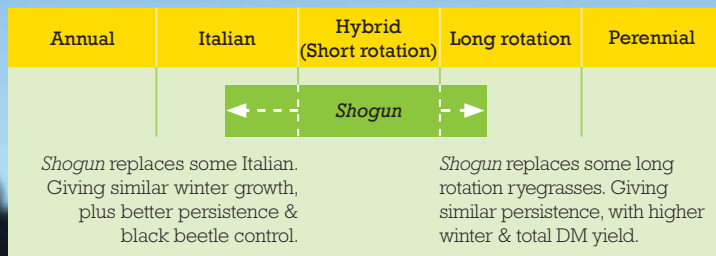 Annual Italian Hybrid (Short rotation) Long rotation Perennial
Shogun
Shogun replaces some Italian.
Giving similar winter growth,
plus better persistence &
black beetle control.
Shogun replaces some long
rotation ryegrasses. Giving
similar persistence, with higher
winter & total DM yield.